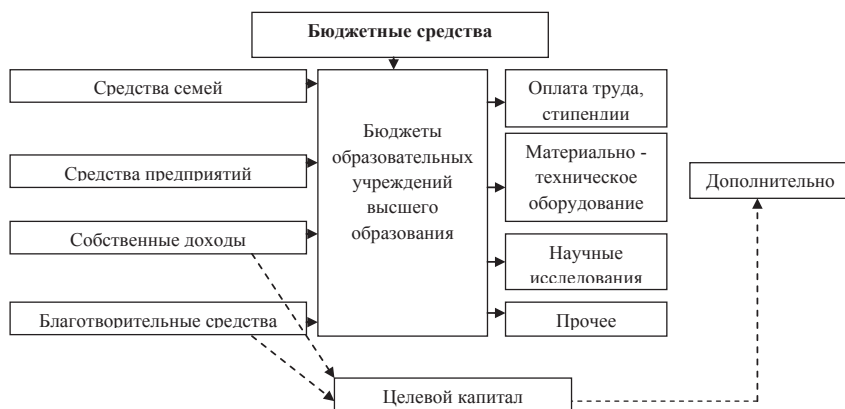 Бюджетные средства
Средства семей
Средства предприятий
Собственные доходы
Благотворительные средства
Бюджеты
образовательных
учреждений
высшего
образования
Оплата труда,
стипендии
Материально -
техническое
оборудование
Научные
исследования
Прочее
Дополнительно
Целевой капитал